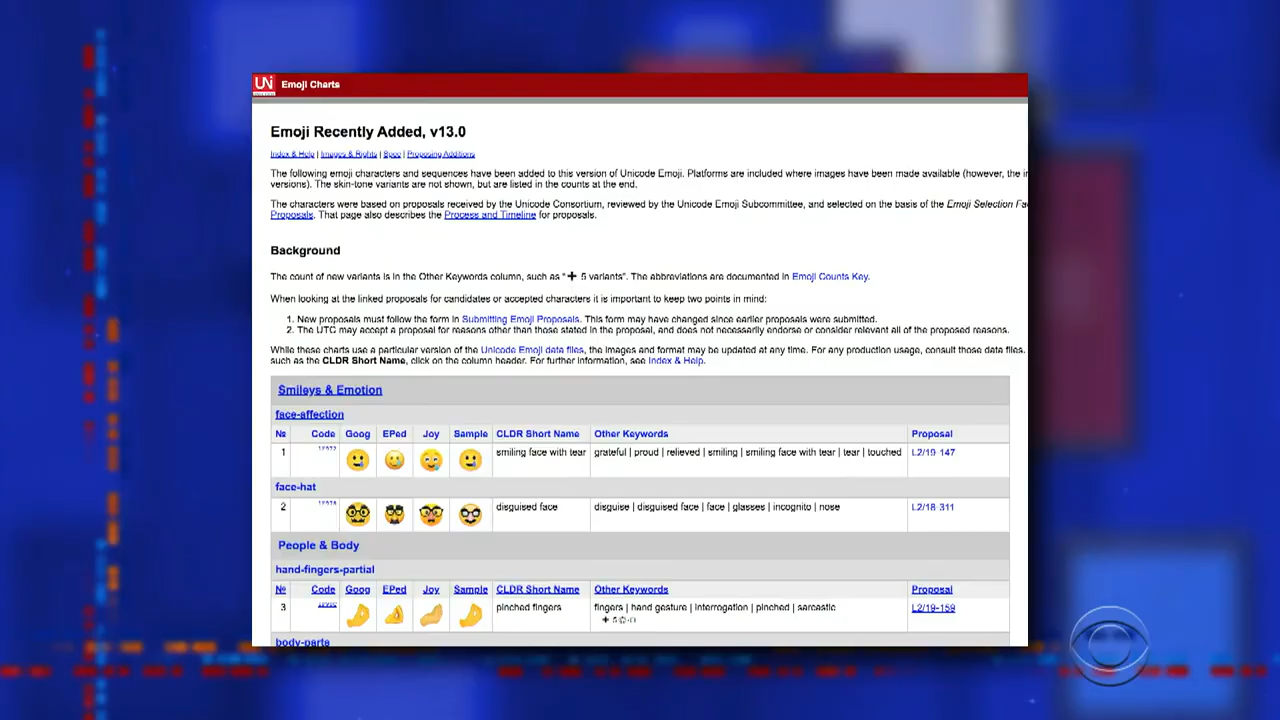 UNi Emoji Charts
Emoji Recently Added, v13.0
Index & Help | Images & Rights | Spec | Proposing Additions
The following emoji characters and sequences have been added to this version of Unicode Emoji. Platforms are included where images have been made available (however, the
versions). The skin-tone variants are not shown, but are listed in the counts at the end.
The characters were based on proposals received by the Unicode Consortium, reviewed by the Unicode Emoji Subcommittee, and selected on the basis of the Emoji Selection
Proposals. That page also describes the Process and Timeline for proposals.
Background
The count of new variants is in the Other Keywords column, such as "➕ 5 variants". The abbreviations are documented in Emoji Counts Key.
When looking at the linked proposals for candidates or accepted characters it is important to keep two points in mind:
1. New proposals must follow the form in Submitting Emoji Proposals. This form may have changed since earlier proposals were submitted.
2. The UTC may accept a proposal for reasons other than those stated in the proposal, and does not necessarily endorse or consider relevant all of the proposed reasons.
While these charts use a particular version of the Unicode Emoji data files, the images and format may be updated at any time. For any production usage, consult those data files.
such as the CLDR Short Name, click on the column header. For further information, see Index & Help.
Smileys & Emotion
face-affection
№ Code Goog EPed Joy Sample CLDR Short Name Other Keywords Proposal
1 smiling face with tear grateful | proud | relieved | smiling | smiling face with tear | tear | touched L2/19-147
face-hat
2 disguised face disguise | disguised face | face | glasses | incognito | nose L2/18-311
People & Body
hand-fingers-partial
№ Code Goog EPed Joy Sample CLDR Short Name Other Keywords Proposal
3 pinched fingers fingers | hand gesture | interrogation | pinched | sarcastic L2/19-159
body-parts